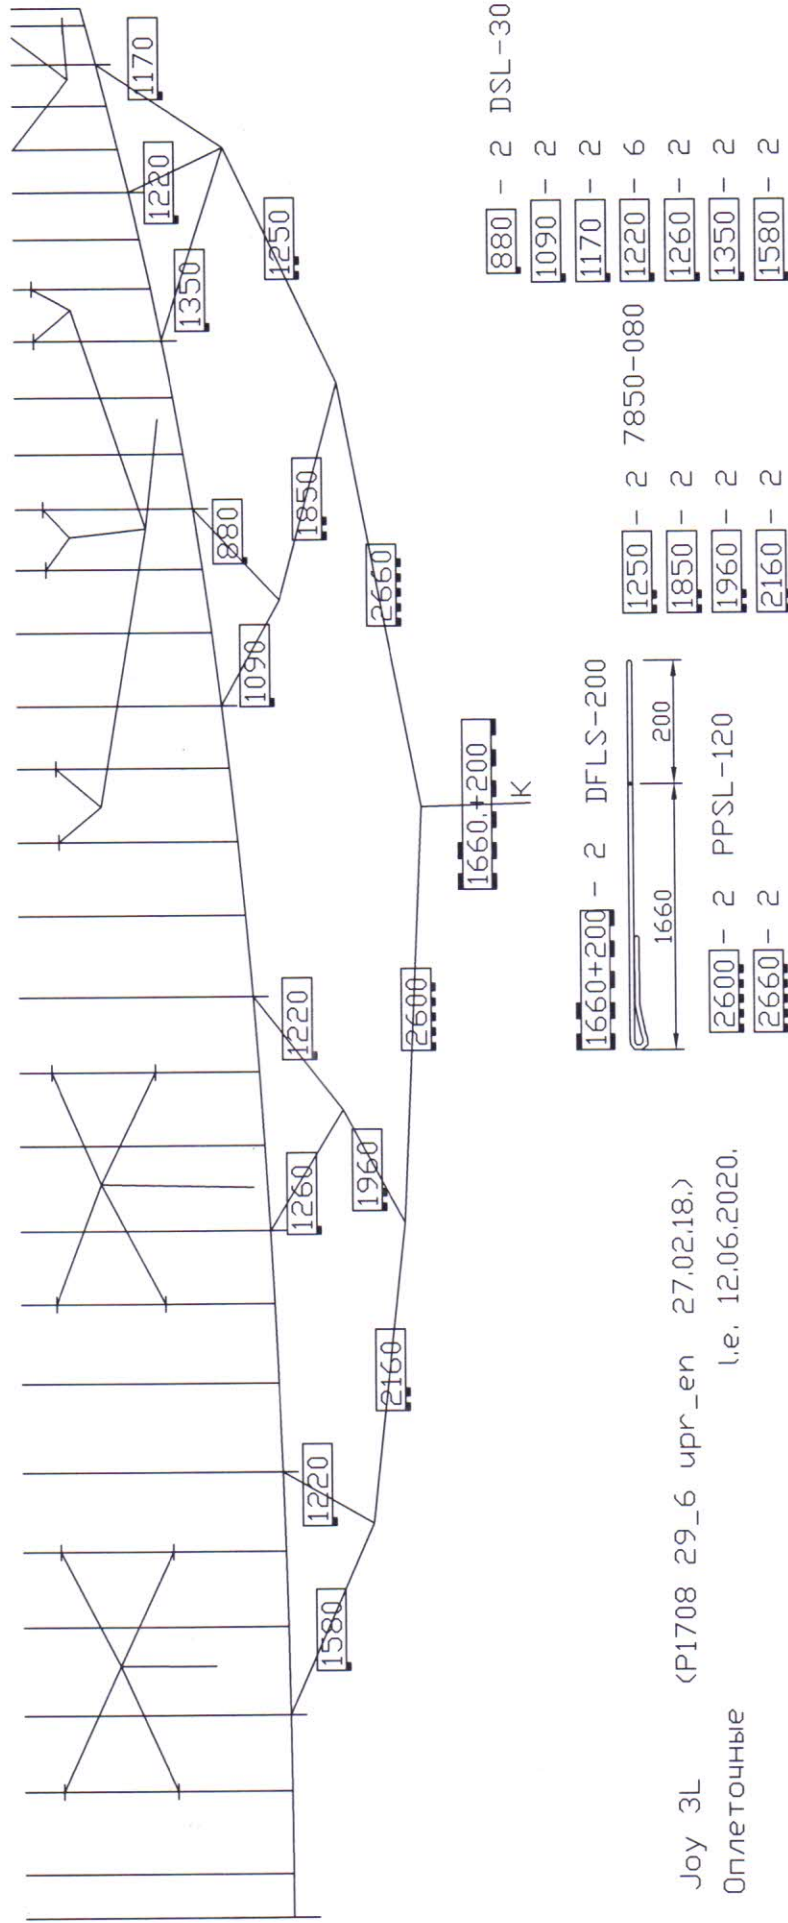 1170
1220
1350
880
1090
1250
1220
1260
1850
1220
1580
1960
2660
2160
2600
1660.+200
K
880 - 2 DSL-30
1090 - 2
1170 - 2
1220 - 6
1260 - 2
1350 - 2
1580 - 2
1250 - 2 7850-080
1850 - 2
1960 - 2
2160 - 2
1660+200 - 2 DFLS-200
1660 200
2600 - 2 PPSL-120
2660 - 2
Joy 3L (P1708 29_6 upr_en 27.02.18.)
Оплеточные l.e. 12.06.2020.